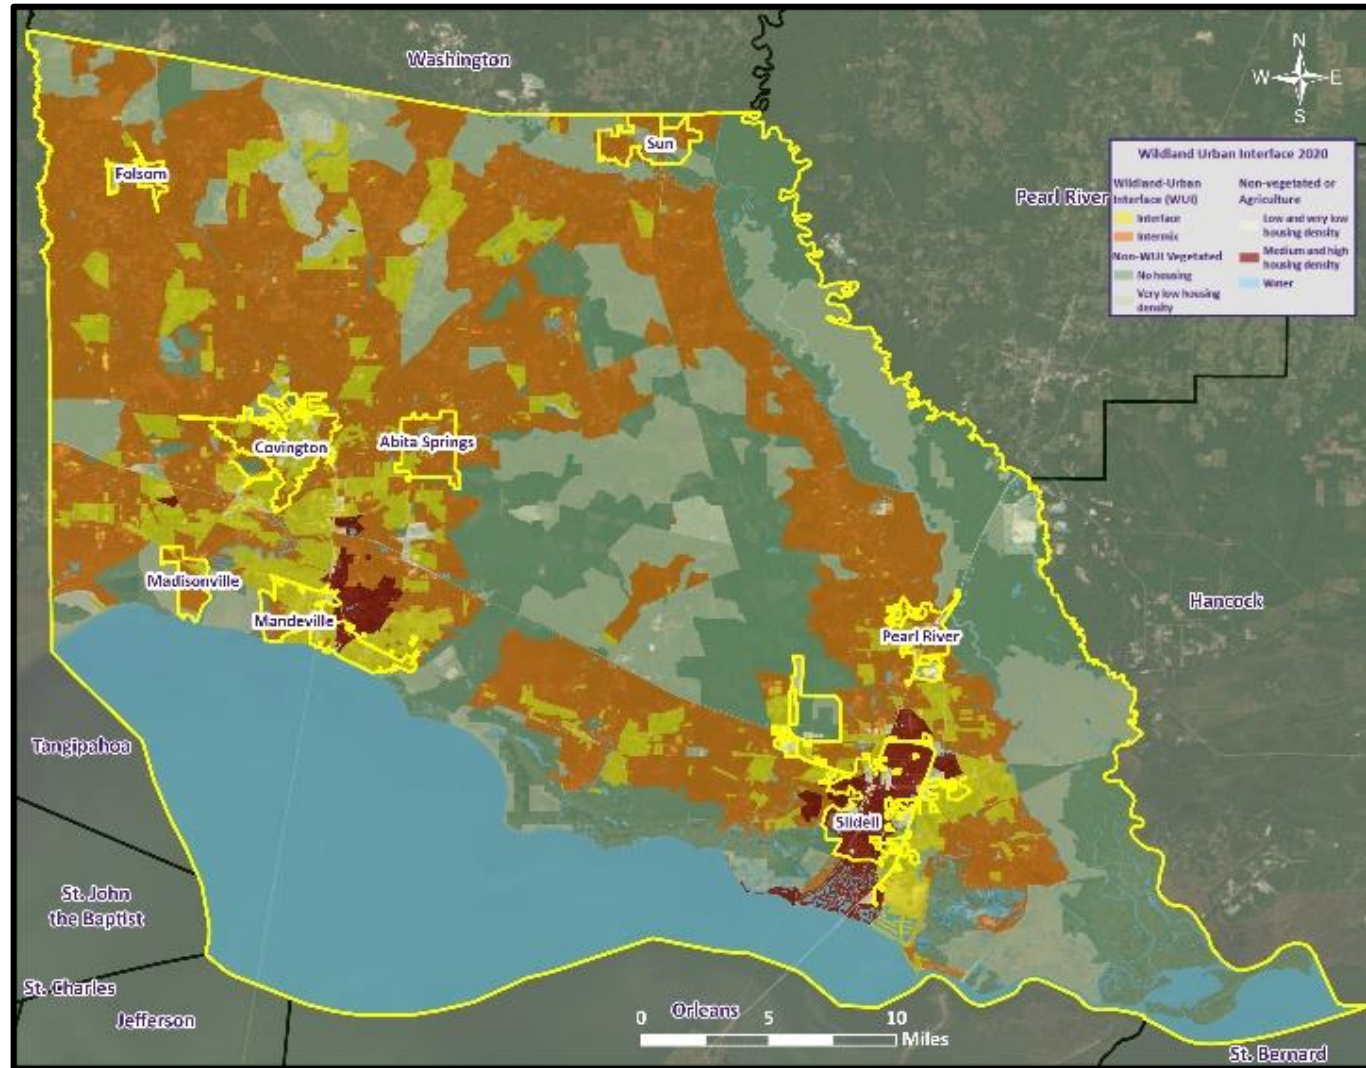 Washington
N
W E
S
Sun
Folsom
Pearl River
Wildland Urban Interface 2020
Wildland-Urban
Interface (WUI)
Interface
Intermix
Non-WUI Vegetated
No housing
Very low housing
density
Non-vegetated or
Agriculture
Low and very low
housing density
Medium and high
housing density
Water
Covington
Abita Springs
Madisonville
Mandeville
Hancock
Pearl River
Tangipahoa
Slidell
St. John
the Baptist
St. Charles
Jefferson
Orleans
0 5 10
Miles
St. Bernard